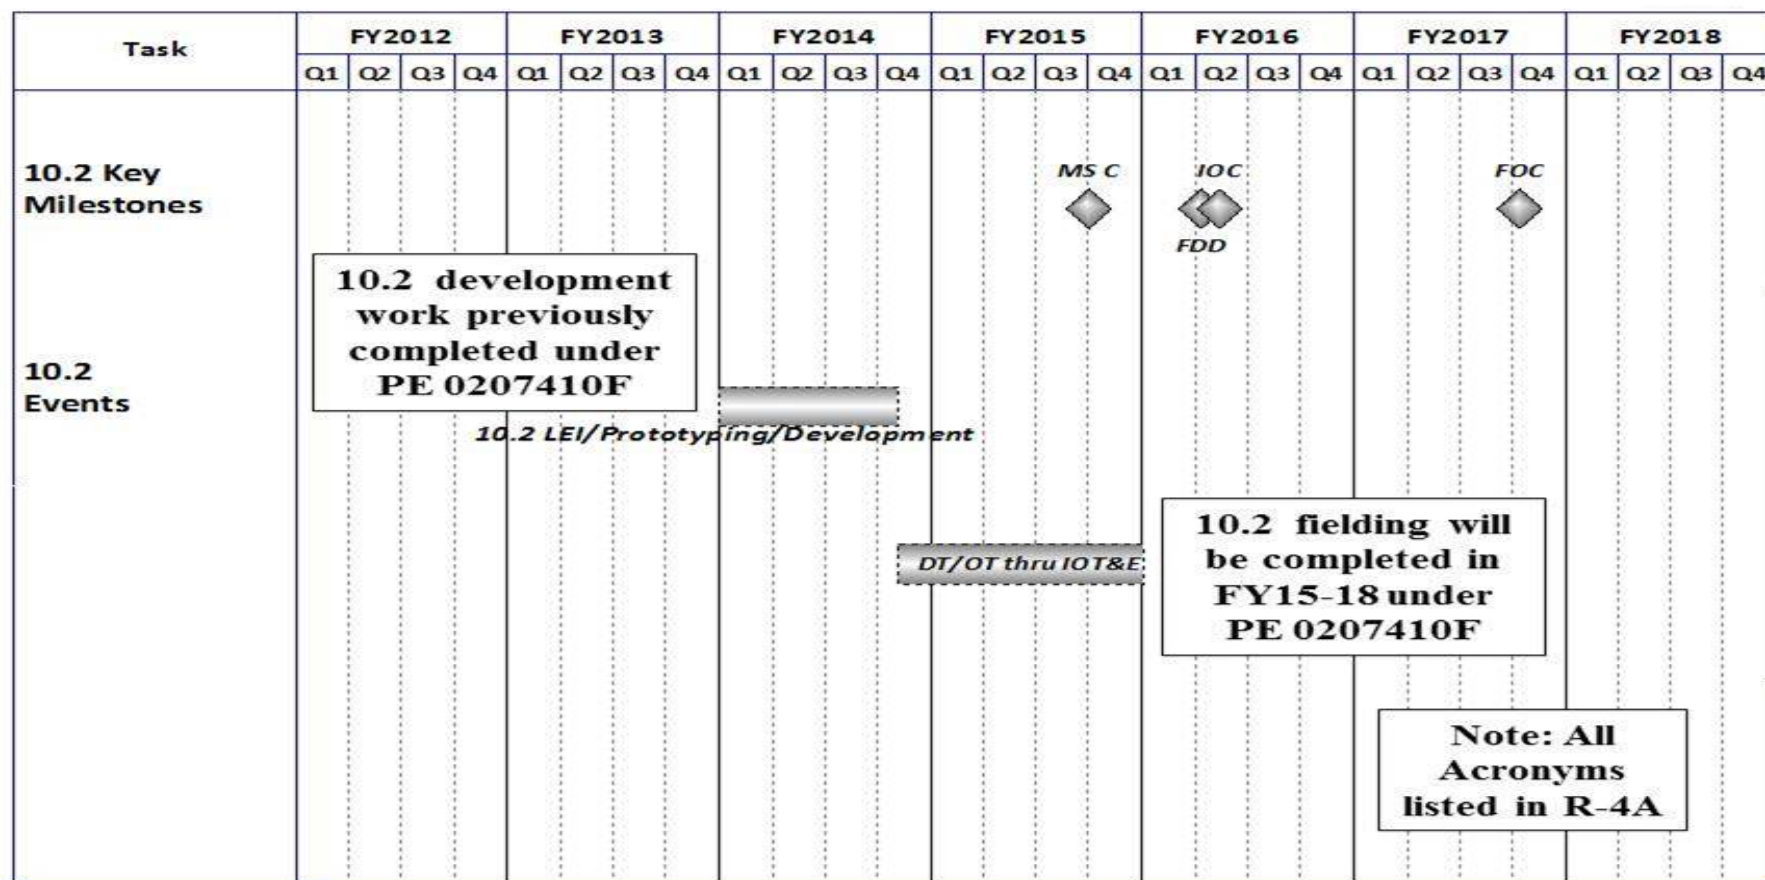 Task FY2012 FY2013 FY2014 FY2015 FY2016 FY2017 FY2018
Q1 Q2 Q3 Q4 Q1 Q2 Q3 Q4 Q1 Q2 Q3 Q4 Q1 Q2 Q3 Q4 Q1 Q2 Q3 Q4 Q1 Q2 Q3 Q4 Q1 Q2 Q3 Q4
10.2 Key
Milestones
MS C
IOC
FOC
FDD
10.2 development
work previously
completed under
PE 0207410F
10.2
Events
10.2 LEI/Prototyping/Development
DT/OT thru IOT&E
10.2 fielding will
be completed in
FY15-18 under
PE 0207410F
Note: All
Acronyms
listed in R-4A